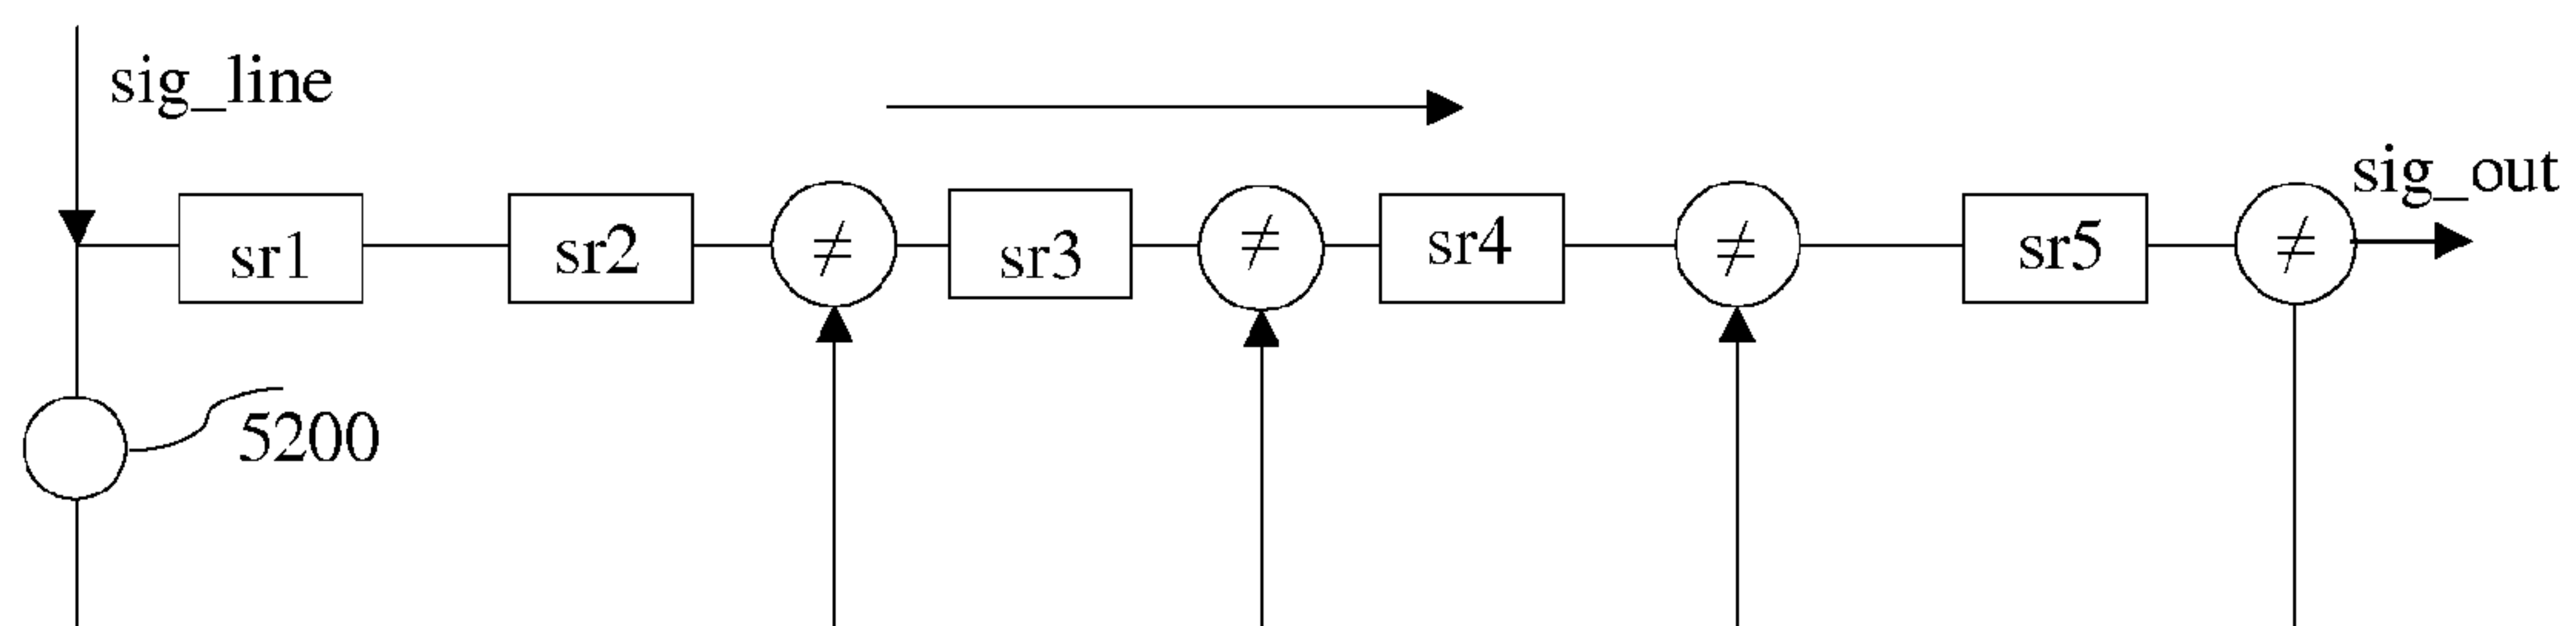 sig_line
sig_out
sr1 sr2 ≠ sr3 ≠ sr4 ≠ sr5 ≠
5200